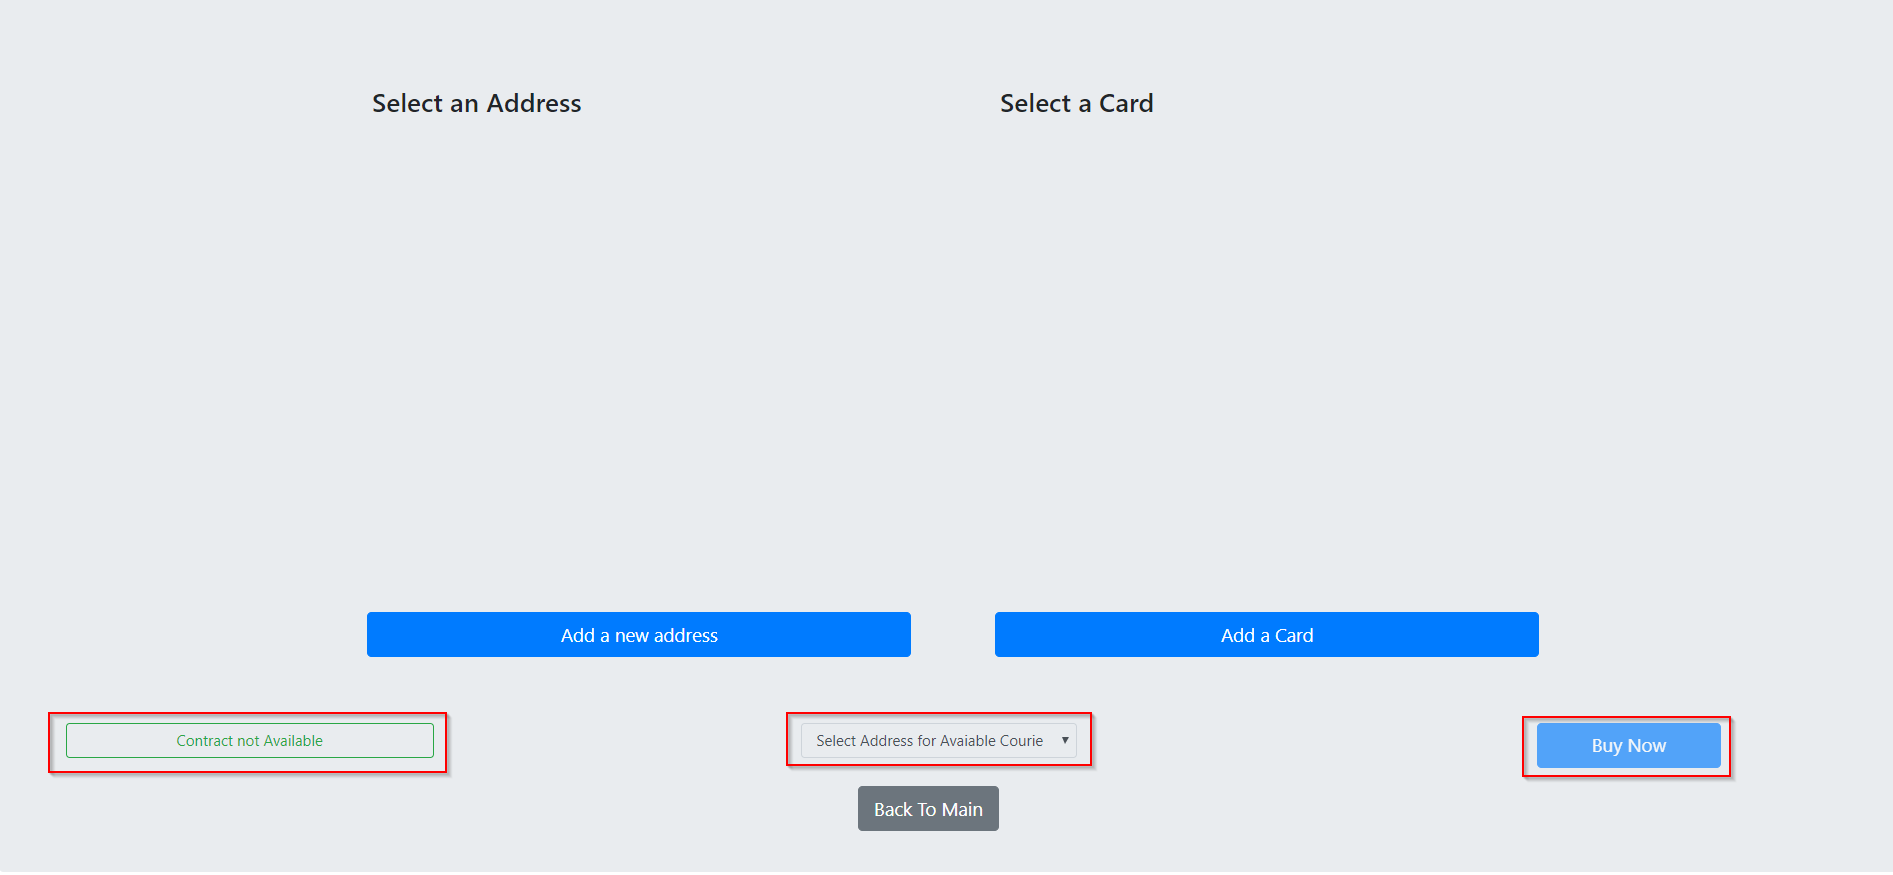 Select an Address
Select a Card
Add a new address
Add a Card
Contract not Available
Select Address for Avaiable Courie
Buy Now
Back To Main